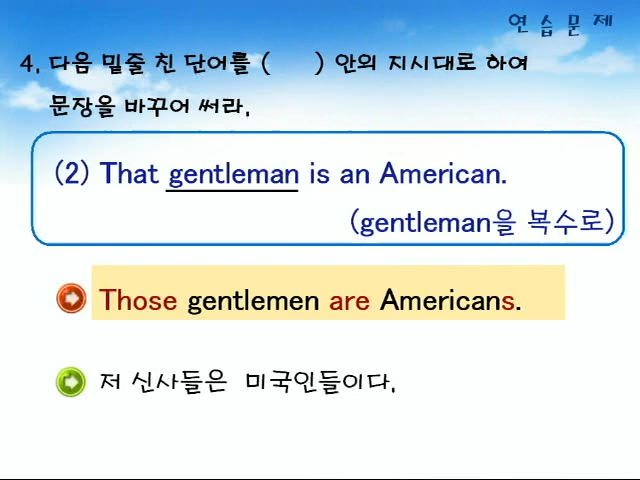 연습문제
4. 다음 밑줄 친 단어를 (     ) 안의 지시대로 하여
문장을 바꾸어 써라.
(2) That gentleman is an American.
(gentleman을 복수로)
Those gentlemen are Americans.
저 신사들은 미국인들이다.